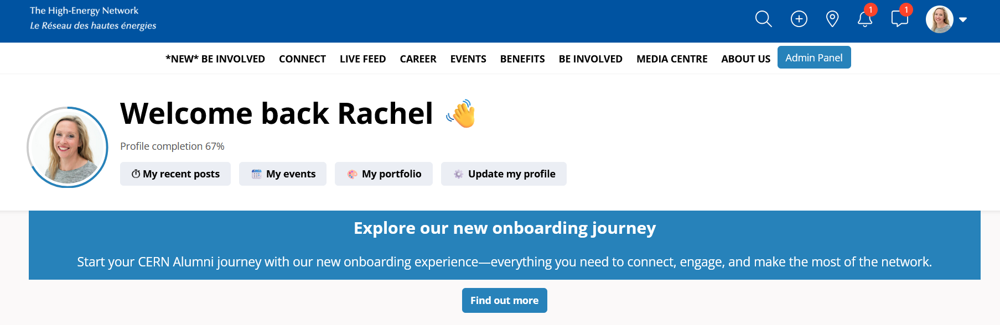 The High-Energy Network
Le Réseau des hautes énergies
1
1
*NEW* BE INVOLVED CONNECT LIVE FEED CAREER EVENTS BENEFITS BE INVOLVED MEDIA CENTRE ABOUT US Admin Panel
Welcome back Rachel
Profile completion 67%
My recent posts My events My portfolio Update my profile
Explore our new onboarding journey
Start your CERN Alumni journey with our new onboarding experience—everything you need to connect, engage, and make the most of the network.
Find out more